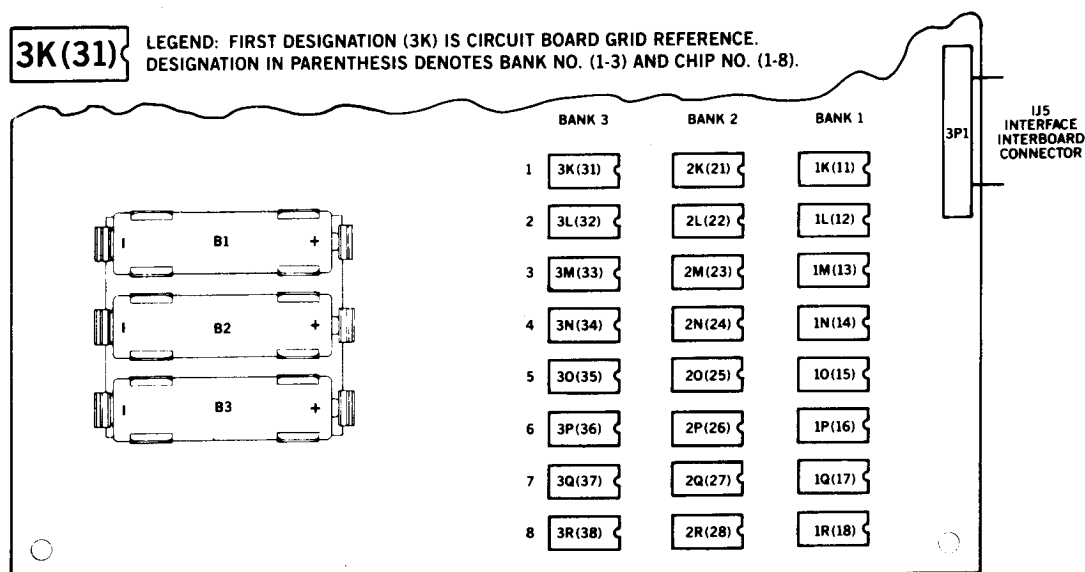 3K(31)
LEGEND: FIRST DESIGNATION (3K) IS CIRCUIT BOARD GRID REFERENCE.
DESIGNATION IN PARENTHESIS DENOTES BANK NO. (1-3) AND CHIP NO. (1-8).
BANK 3 BANK 2 BANK 1
3P1
1J5
INTERFACE
INTERBOARD
CONNECTOR
1 3K(31) 2K(21) 1K(11)
2 3L(32) 2L(22) 1L(12)
3 3M(33) 2M(23) 1M(13)
4 3N(34) 2N(24) 1N(14)
5 3O(35) 2O(25) 1O(15)
6 3P(36) 2P(26) 1P(16)
7 3Q(37) 2Q(27) 1Q(17)
8 3R(38) 2R(28) 1R(18)
- B1 +
- B2 +
- B3 +